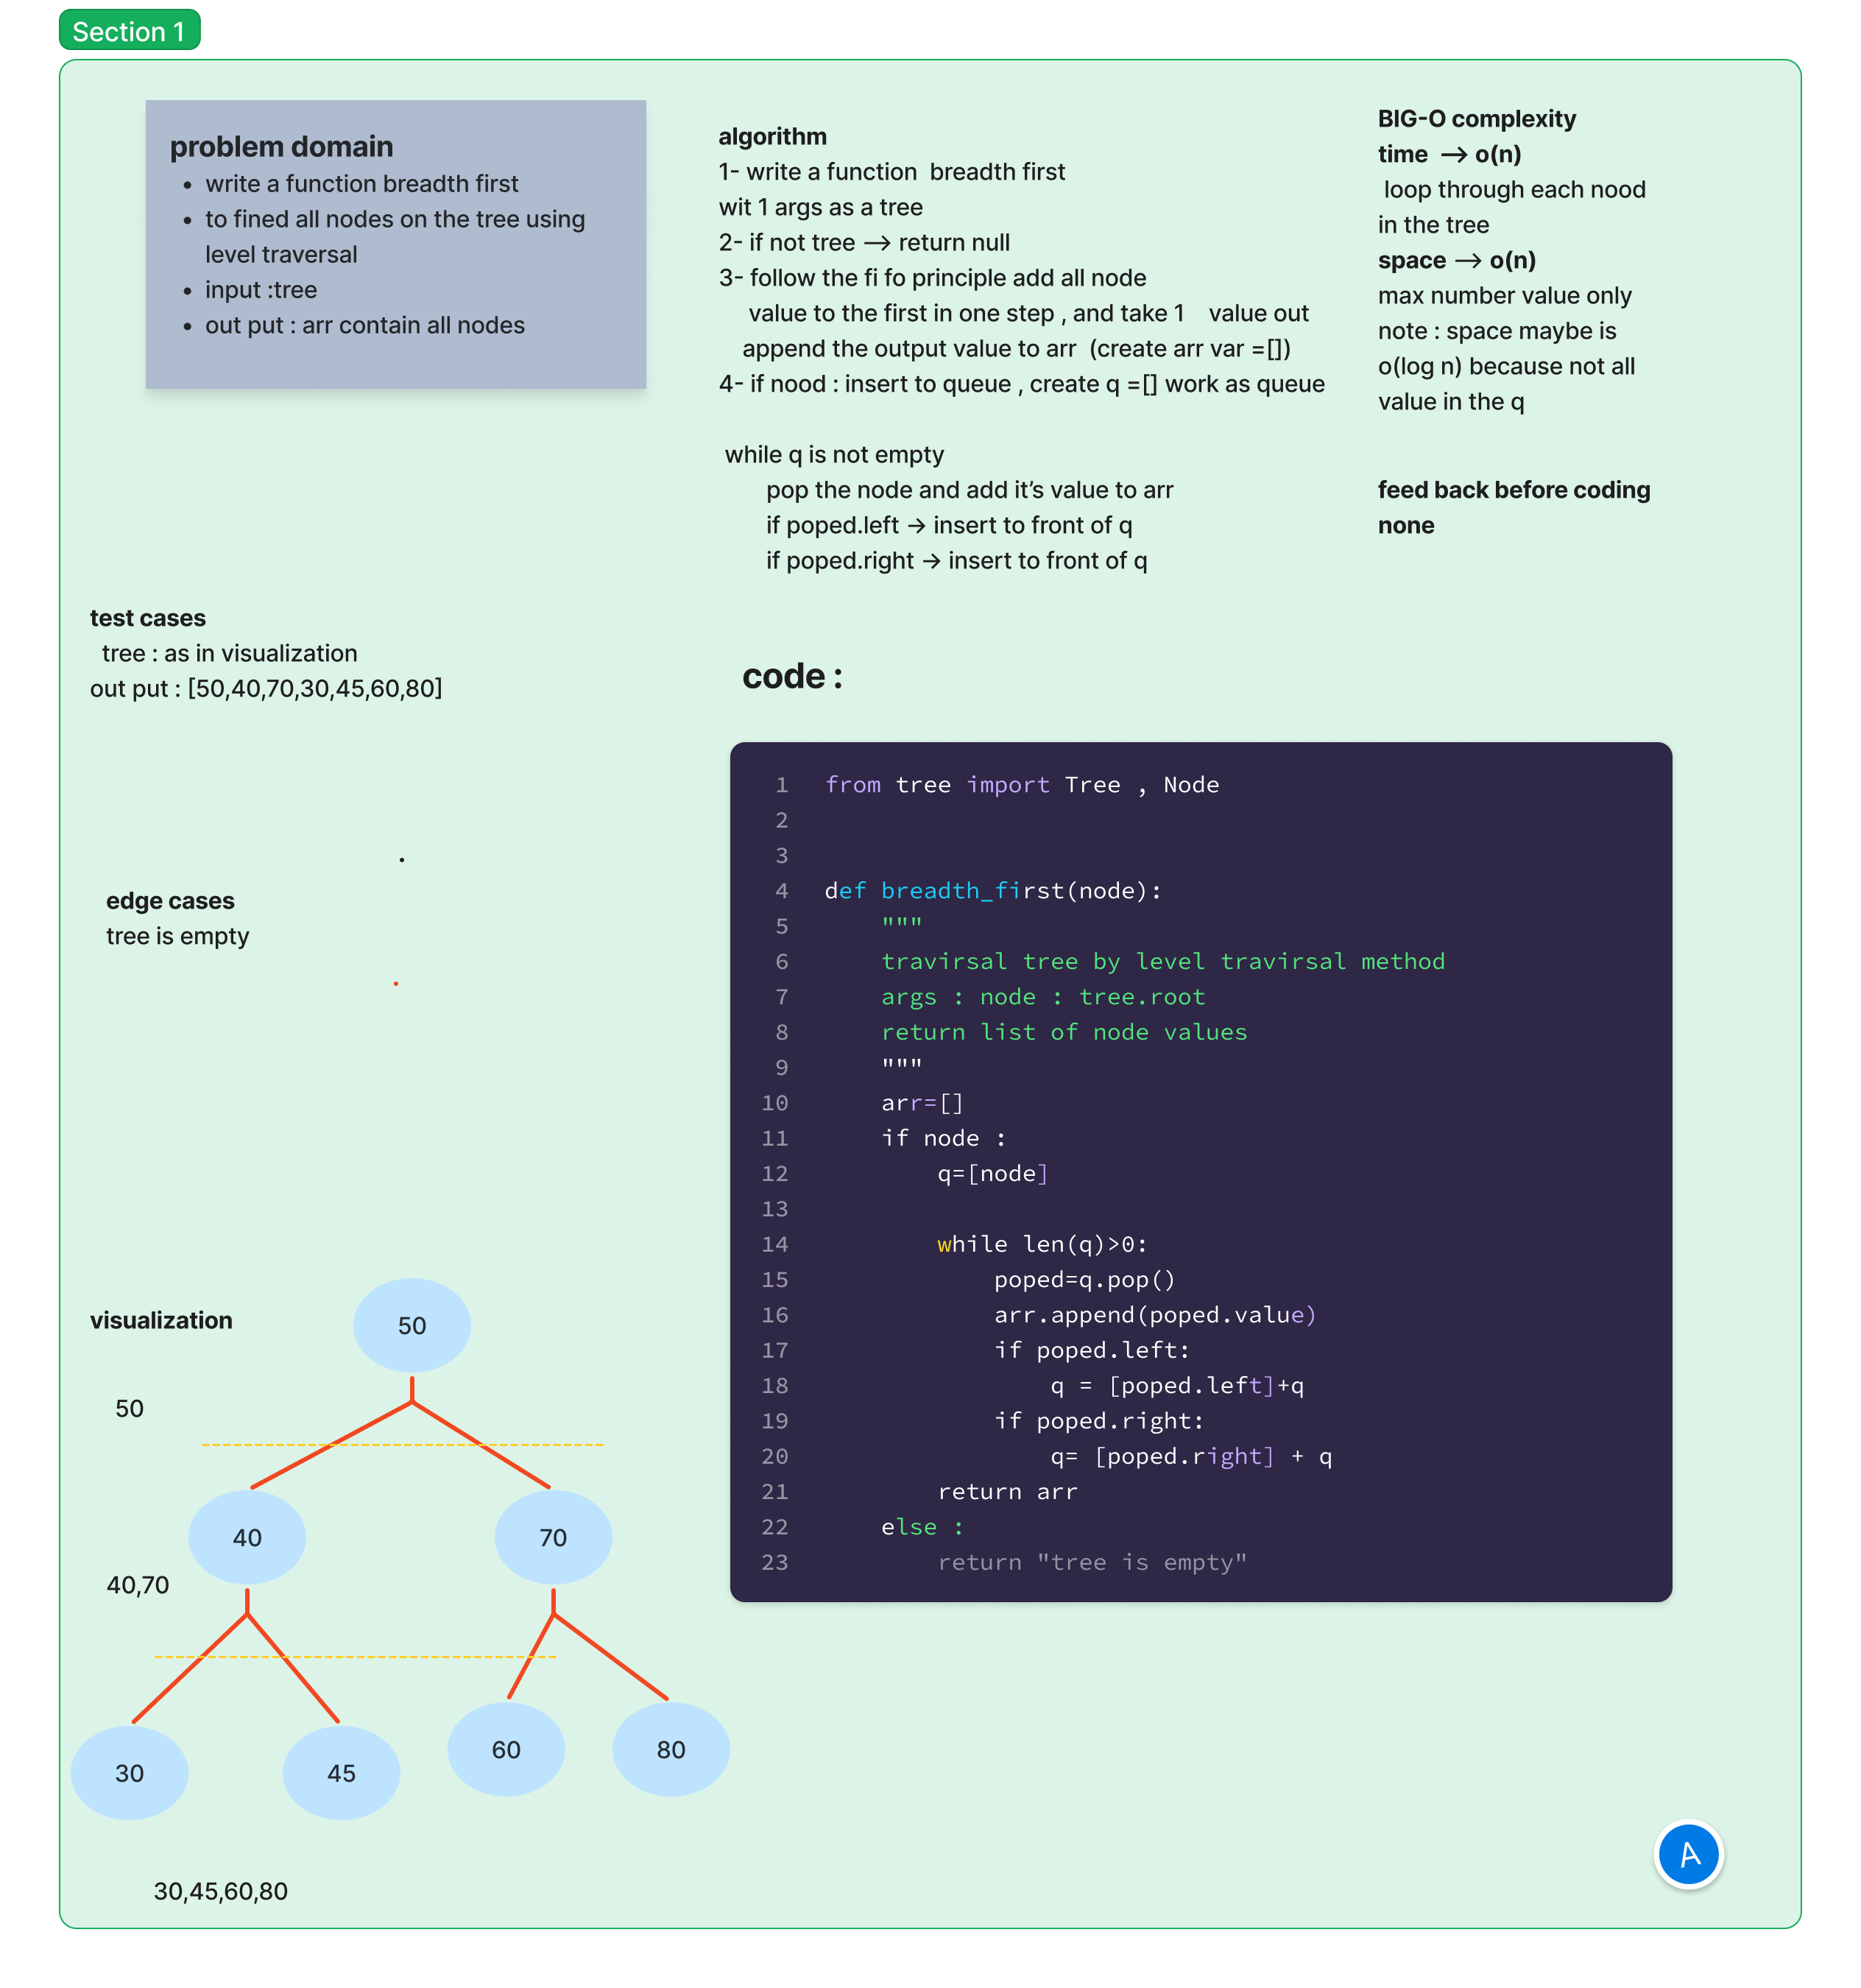 Section 1
problem domain
• write a function breadth first
• to fined all nodes on the tree using
level traversal
• input :tree
• out put : arr contain all nodes
algorithm
1- write a function  breadth first
wit 1 args as a tree
2- if not tree —> return null
3- follow the fi fo principle add all node
value to the first in one step , and take 1    value out
append the output value to arr  (create arr var =[])
4- if nood : insert to queue , create q =[] work as queue
while q is not empty
pop the node and add it’s value to arr
if poped.left -> insert to front of q
if poped.right -> insert to front of q
BIG-O complexity
time  —> o(n)
loop through each nood
in the tree
space —> o(n)
max number value only
note : space maybe is
o(log n) because not all
value in the q
feed back before coding
none
test cases
tree : as in visualization
out put : [50,40,70,30,45,60,80]
edge cases
tree is empty
code :
1 from tree import Tree , Node
2
3
4 def breadth_first(node):
5     """
6     travirsal tree by level travirsal method
7     args : node : tree.root
8     return list of node values
9     """
10     arr=[]
11     if node :
12         q=[node]
13
14         while len(q)>0:
15             poped=q.pop()
16             arr.append(poped.value)
17             if poped.left:
18                 q = [poped.left]+q
19             if poped.right:
20                 q= [poped.right] + q
21         return arr
22     else :
23         return "tree is empty"
visualization
50
50
40
70
40,70
30
45
60
80
30,45,60,80
A